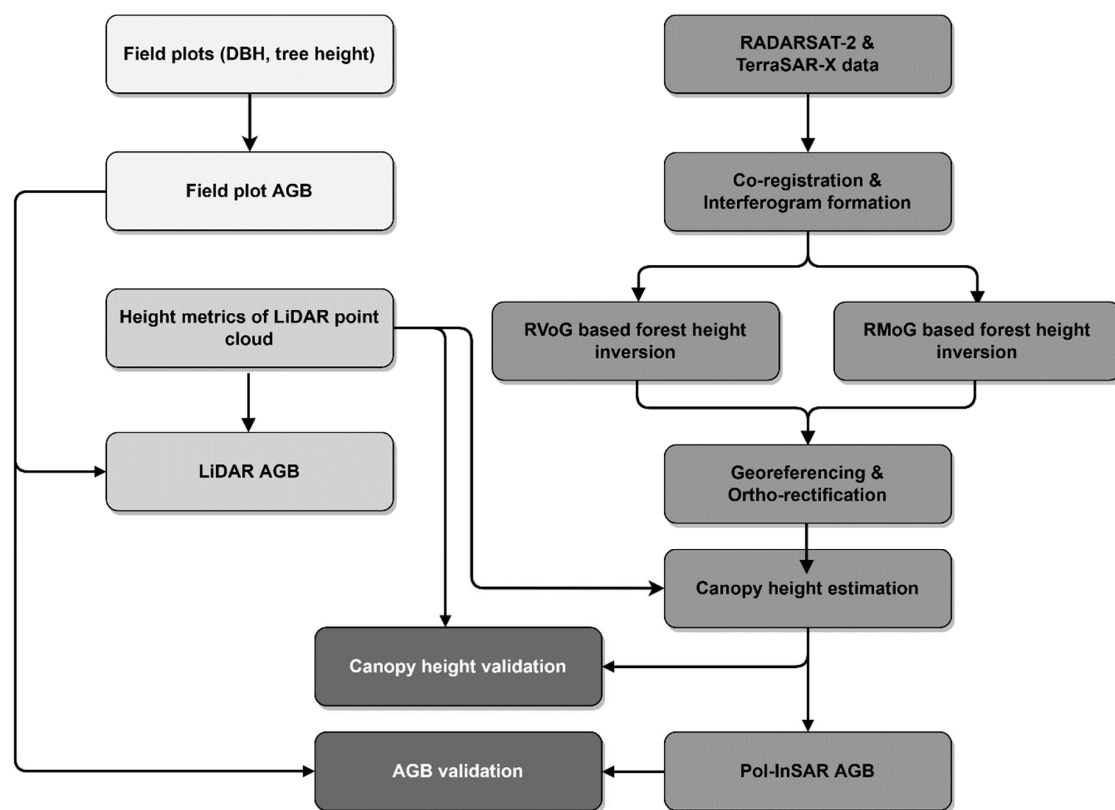 Field plots (DBH, tree height)
Field plot AGB
Height metrics of LiDAR point
cloud
LiDAR AGB
RADARSAT-2 &
TerraSAR-X data
Co-registration &
Interferogram formation
RVoG based forest height
inversion
RMoG based forest height
inversion
Georeferencing &
Ortho-rectification
Canopy height estimation
Canopy height validation
AGB validation
Pol-InSAR AGB